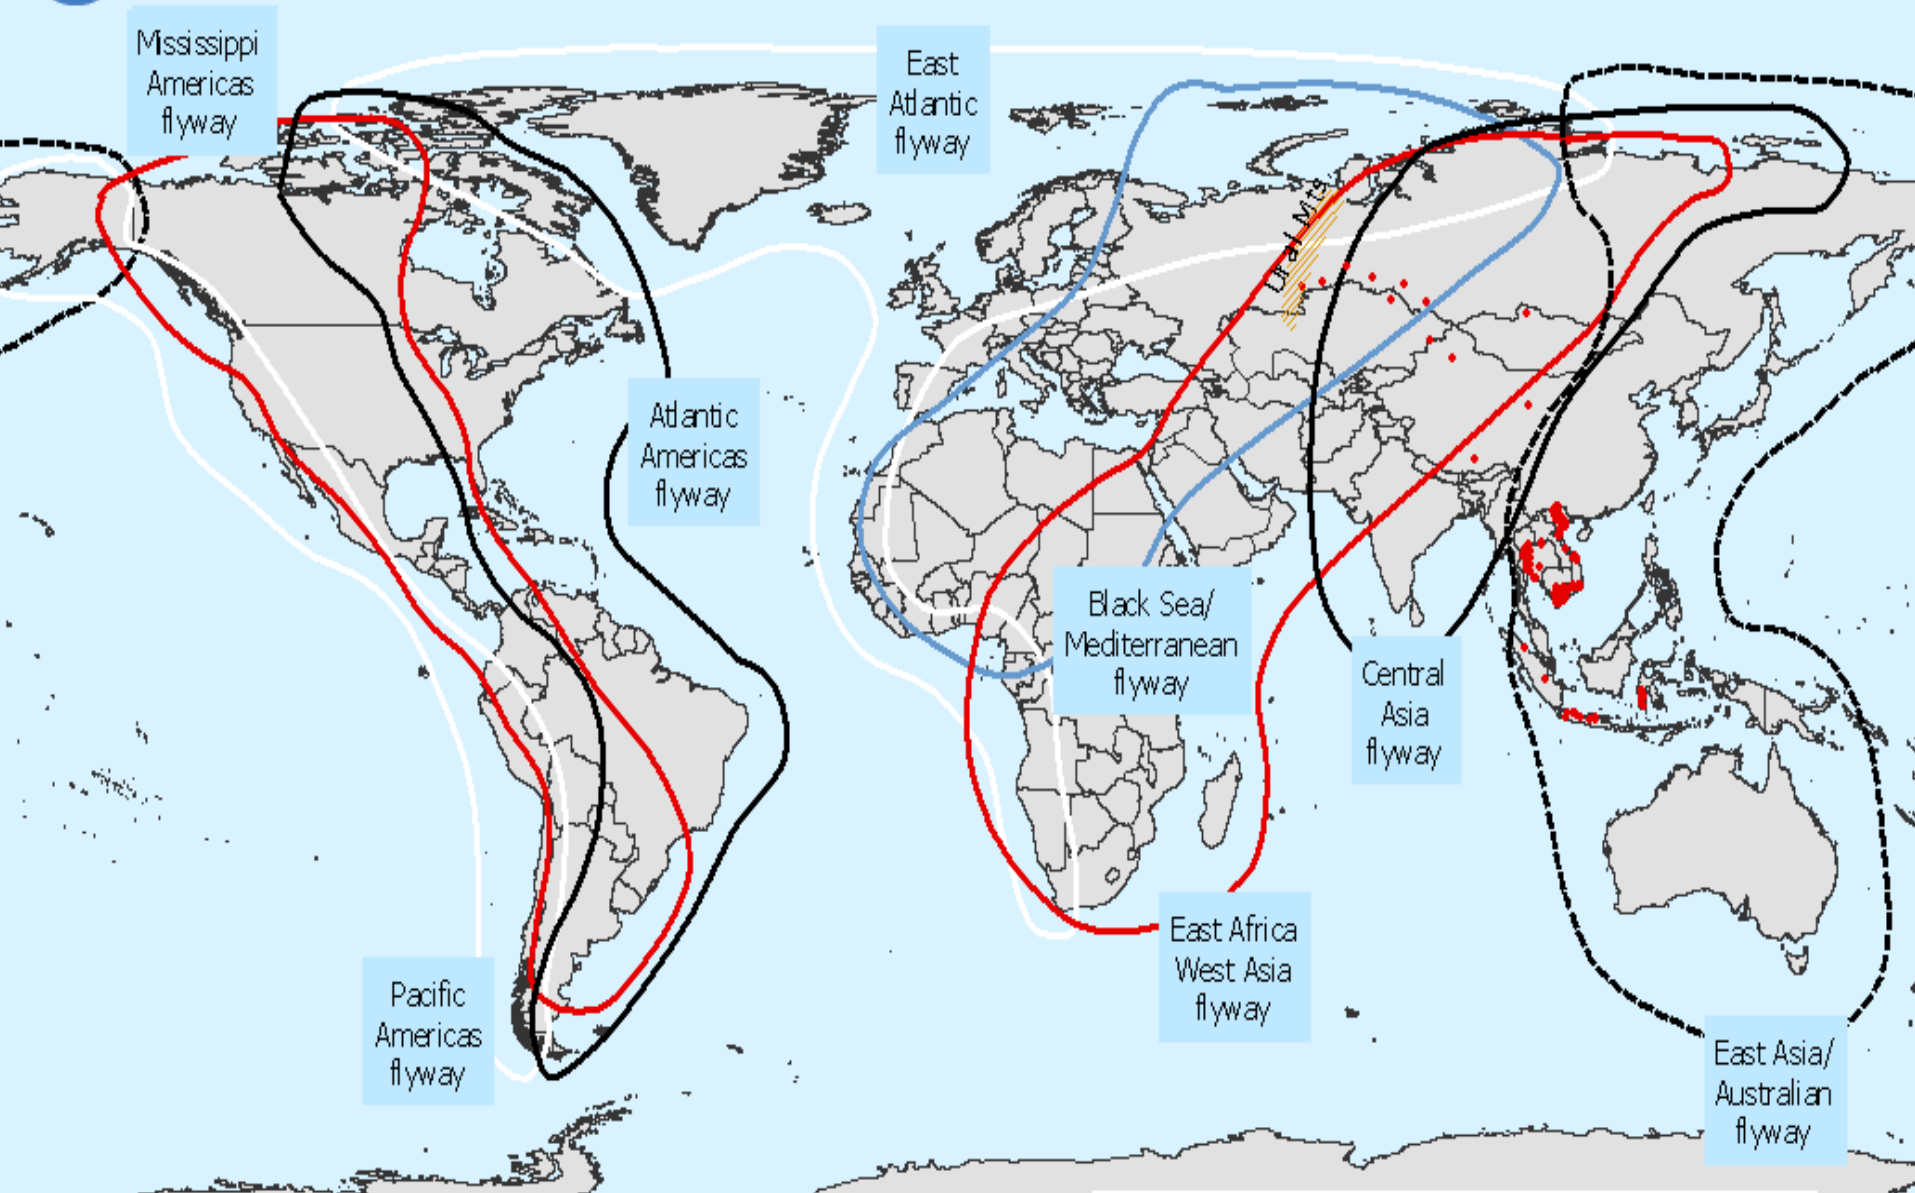 Mississippi
Americas
flyway
East
Atlantic
flyway
Ural Mts
Atlantic
Americas
flyway
Black Sea/
Mediterranean
flyway
Central
Asia
flyway
East Africa
West Asia
flyway
Pacific
Americas
flyway
East Asia/
Australian
flyway